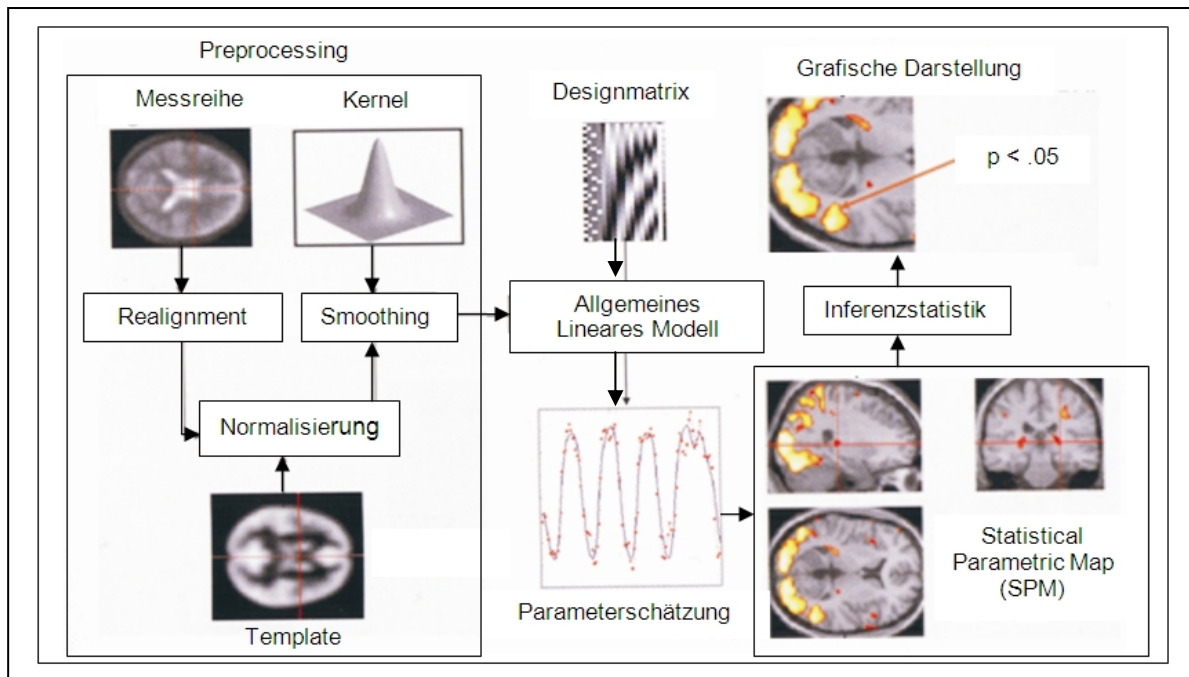 Preprocessing
Messreihe
Kernel
Realignment
Smoothing
Normalisierung
Template
Designmatrix
Allgemeines
Lineares Modell
Parameterschätzung
Grafische Darstellung
p < .05
Inferenzstatistik
Statistical
Parametric Map
(SPM)